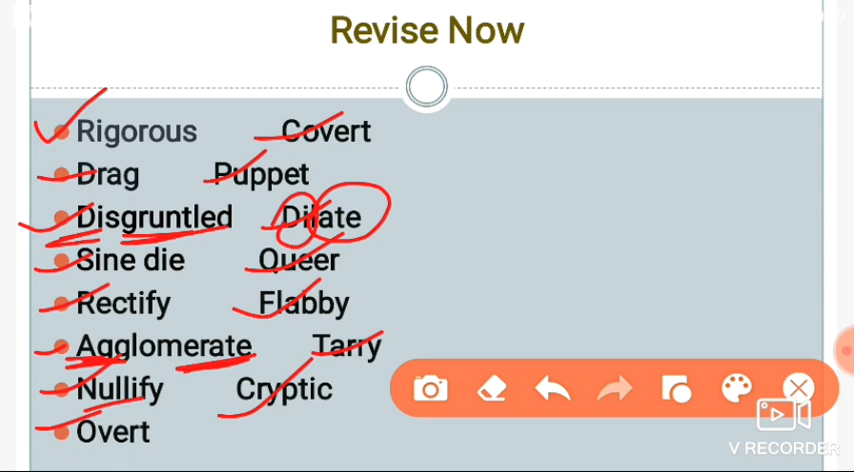 Revise Now
Rigorous Covert
Drag Puppet
Disgruntled Dilate
Sine die Queer
Rectify Flabby
Agglomerate Tarry
Nullify Cryptic
Overt
V RECORDER